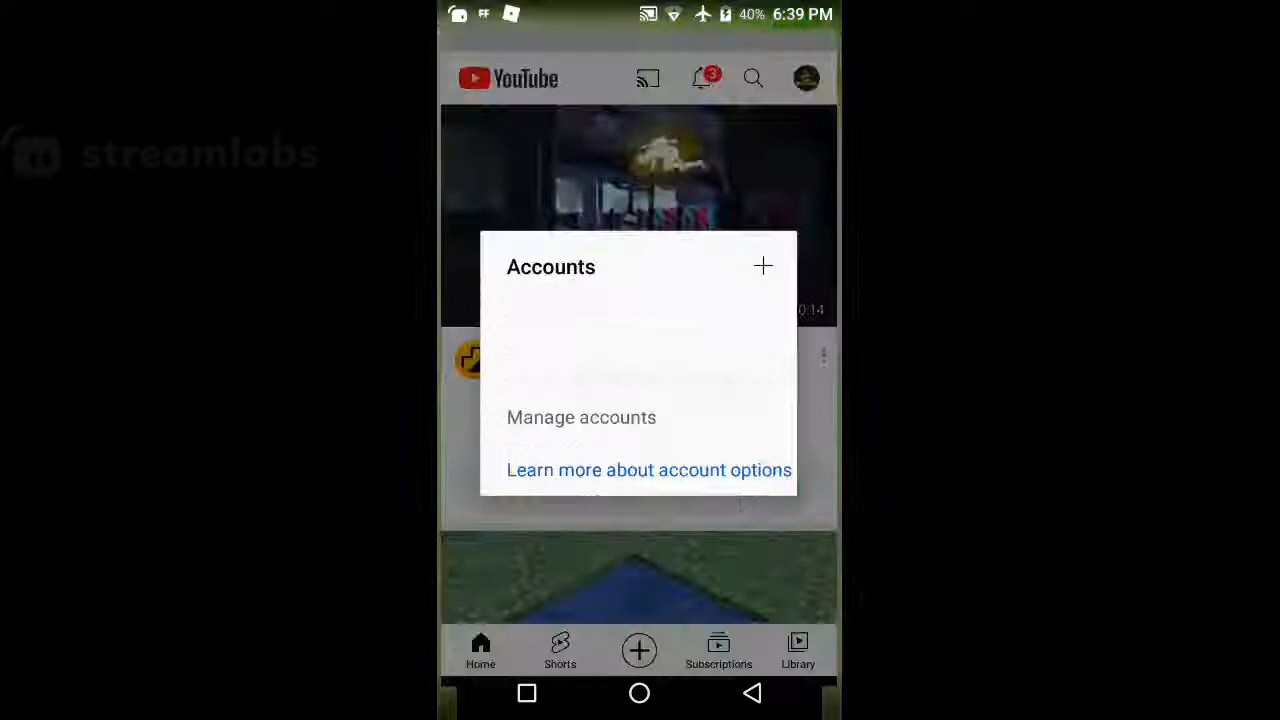 FF 40% 6:39 PM
YouTube 3
streamlabs
Accounts
0:14
Manage accounts
Learn more about account options
Home Shorts Subscriptions Library